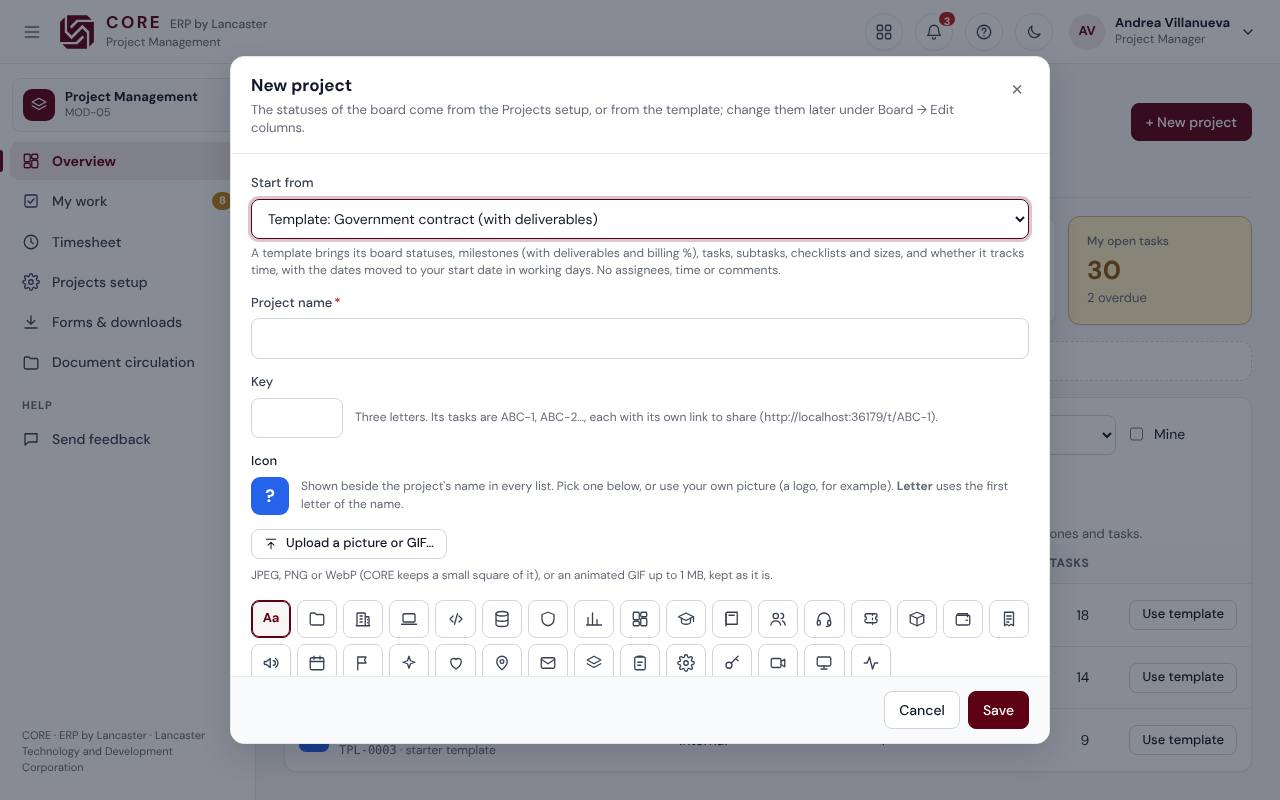 CORE ERP by Lancaster
Project Management
3
AV
Andrea Villanueva
Project Manager
Project Management
MOD-05
Overview
My work
8
Timesheet
Projects setup
Forms & downloads
Document circulation
HELP
Send feedback
CORE · ERP by Lancaster · Lancaster
Technology and Development
Corporation
+ New project
My open tasks
30
2 overdue
Mine
ones and tasks.
TASKS
18
Use template
14
Use template
9
Use template
TPL-0003 · starter template
New project
The statuses of the board come from the Projects setup, or from the template; change them later under Board → Edit
columns.
Start from
Template: Government contract (with deliverables)
A template brings its board statuses, milestones (with deliverables and billing %), tasks, subtasks, checklists and sizes, and whether it tracks
time, with the dates moved to your start date in working days. No assignees, time or comments.
Project name *
Key
Three letters. Its tasks are ABC-1, ABC-2…, each with its own link to share (http://localhost:36179/t/ABC-1).
Icon
?
Shown beside the project's name in every list. Pick one below, or use your own picture (a logo, for example). Letter uses the first
letter of the name.
Upload a picture or GIF…
JPEG, PNG or WebP (CORE keeps a small square of it), or an animated GIF up to 1 MB, kept as it is.
Aa
Cancel
Save